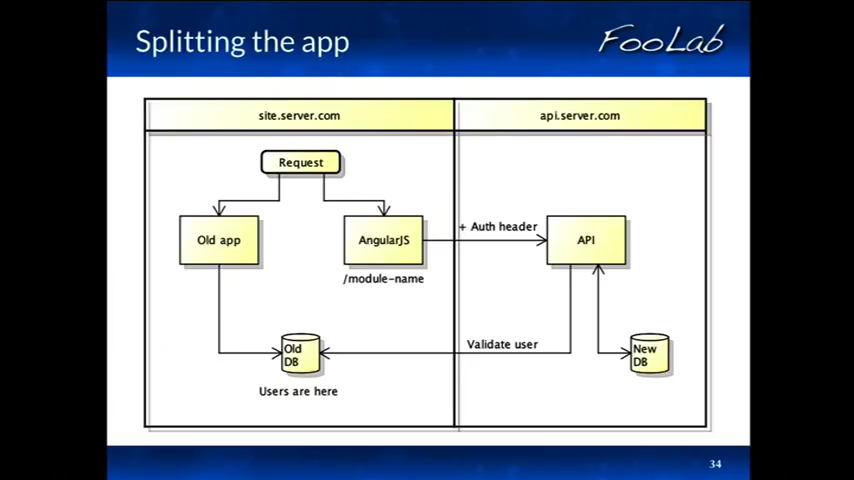 Splitting the app
FooLab
site.server.com
api.server.com
Request
Old app
AngularJS
+ Auth header
API
/module-name
Old
DB
Validate user
New
DB
Users are here
34